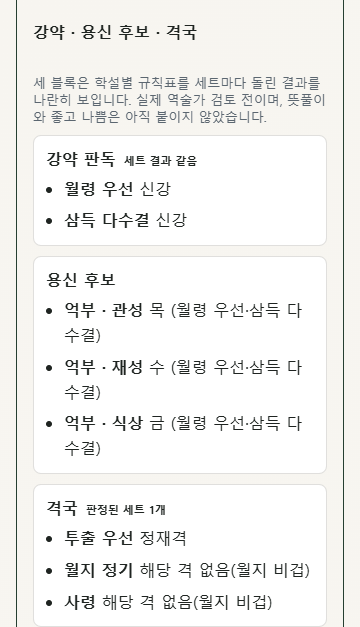 강약 · 용신 후보 · 격국
세 블록은 학설별 규칙표를 세트마다 돌린 결과를
나란히 보입니다. 실제 역술가 검토 전이며, 뜻풀이
와 좋고 나쁨은 아직 붙이지 않았습니다.
강약 판독 세트 결과 같음
• 월령 우선 신강
• 삼득 다수결 신강
용신 후보
• 억부 · 관성 목 (월령 우선·삼득 다
수결)
• 억부 · 재성 수 (월령 우선·삼득 다
수결)
• 억부 · 식상 금 (월령 우선·삼득 다
수결)
격국 판정된 세트 1개
• 투출 우선 정재격
• 월지 정기 해당 격 없음(월지 비겁)
• 사령 해당 격 없음(월지 비겁)